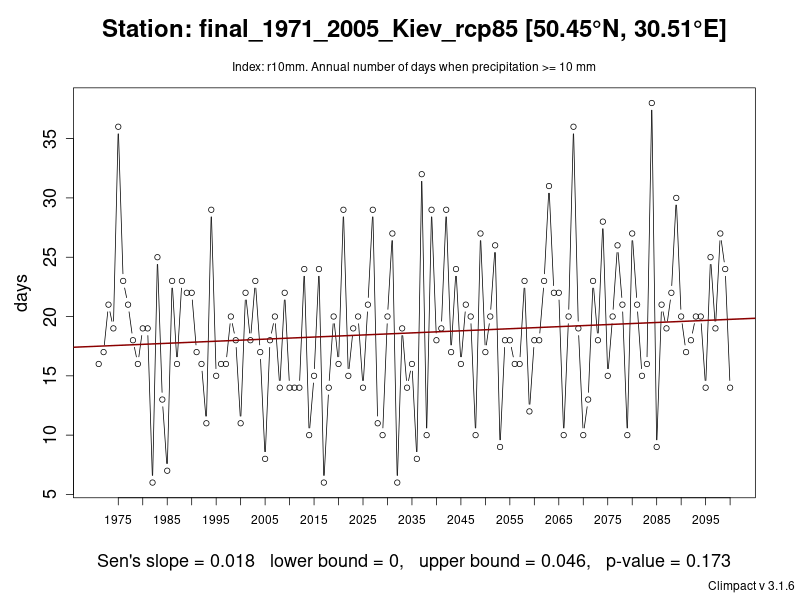 Station: final_1971_2005_Kiev_rcp85 [50.45°N, 30.51°E]
Index: r10mm. Annual number of days when precipitation >= 10 mm
35
30
25
20
15
10
5
days
1975 1985 1995 2005 2015 2025 2035 2045 2055 2065 2075 2085 2095
Sen's slope = 0.018 lower bound = 0, upper bound = 0.046, p-value = 0.173
Climpact v 3.1.6